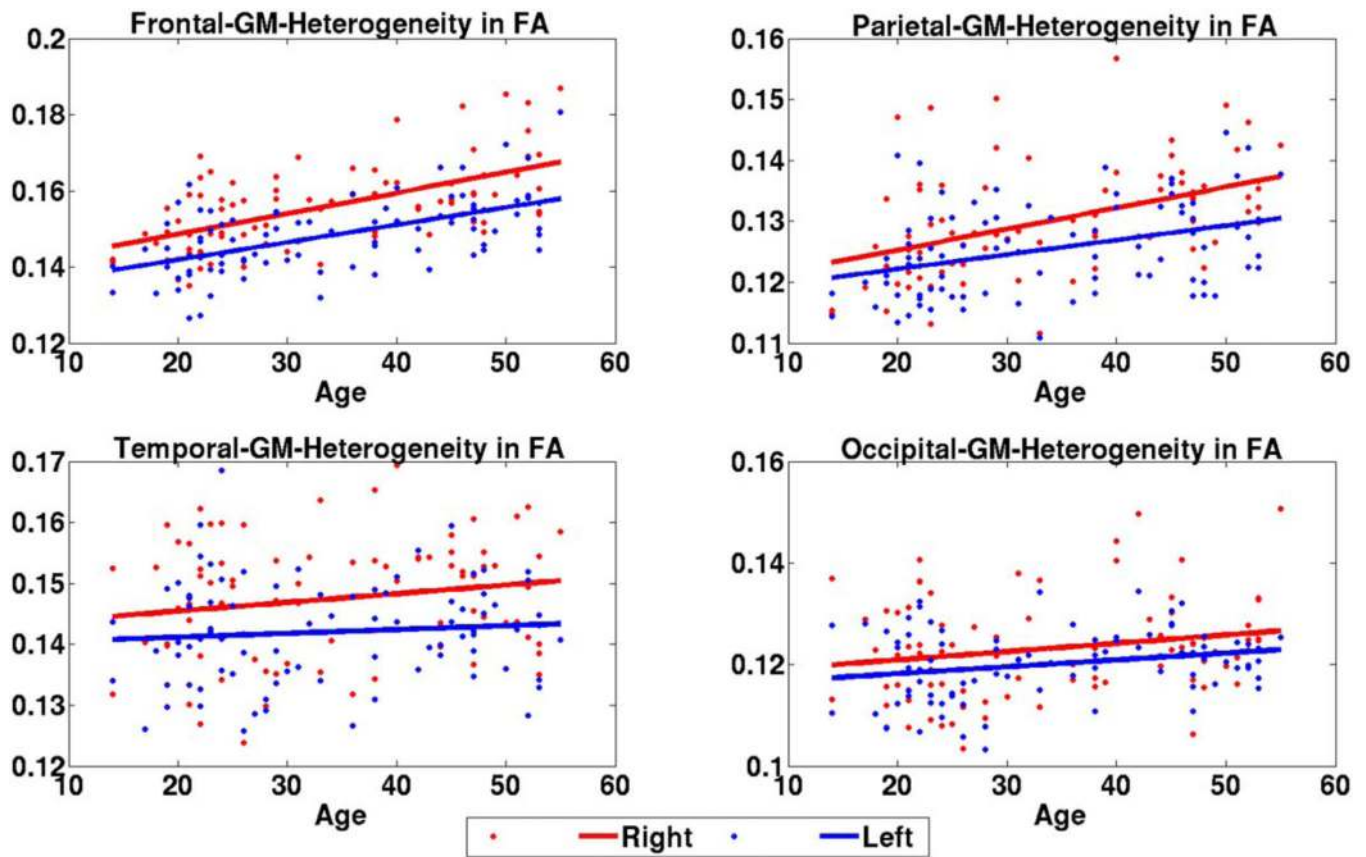 Frontal-GM-Heterogeneity in FA
0.2
0.18
0.16
0.14
0.12
10 20 30 40 50 60
Age
Parietal-GM-Heterogeneity in FA
0.16
0.15
0.14
0.13
0.12
0.11
10 20 30 40 50 60
Age
Temporal-GM-Heterogeneity in FA
0.17
0.16
0.15
0.14
0.13
0.12
10 20 30 40 50 60
Age
Occipital-GM-Heterogeneity in FA
0.16
0.14
0.12
0.1
10 20 30 40 50 60
Age
Right Left